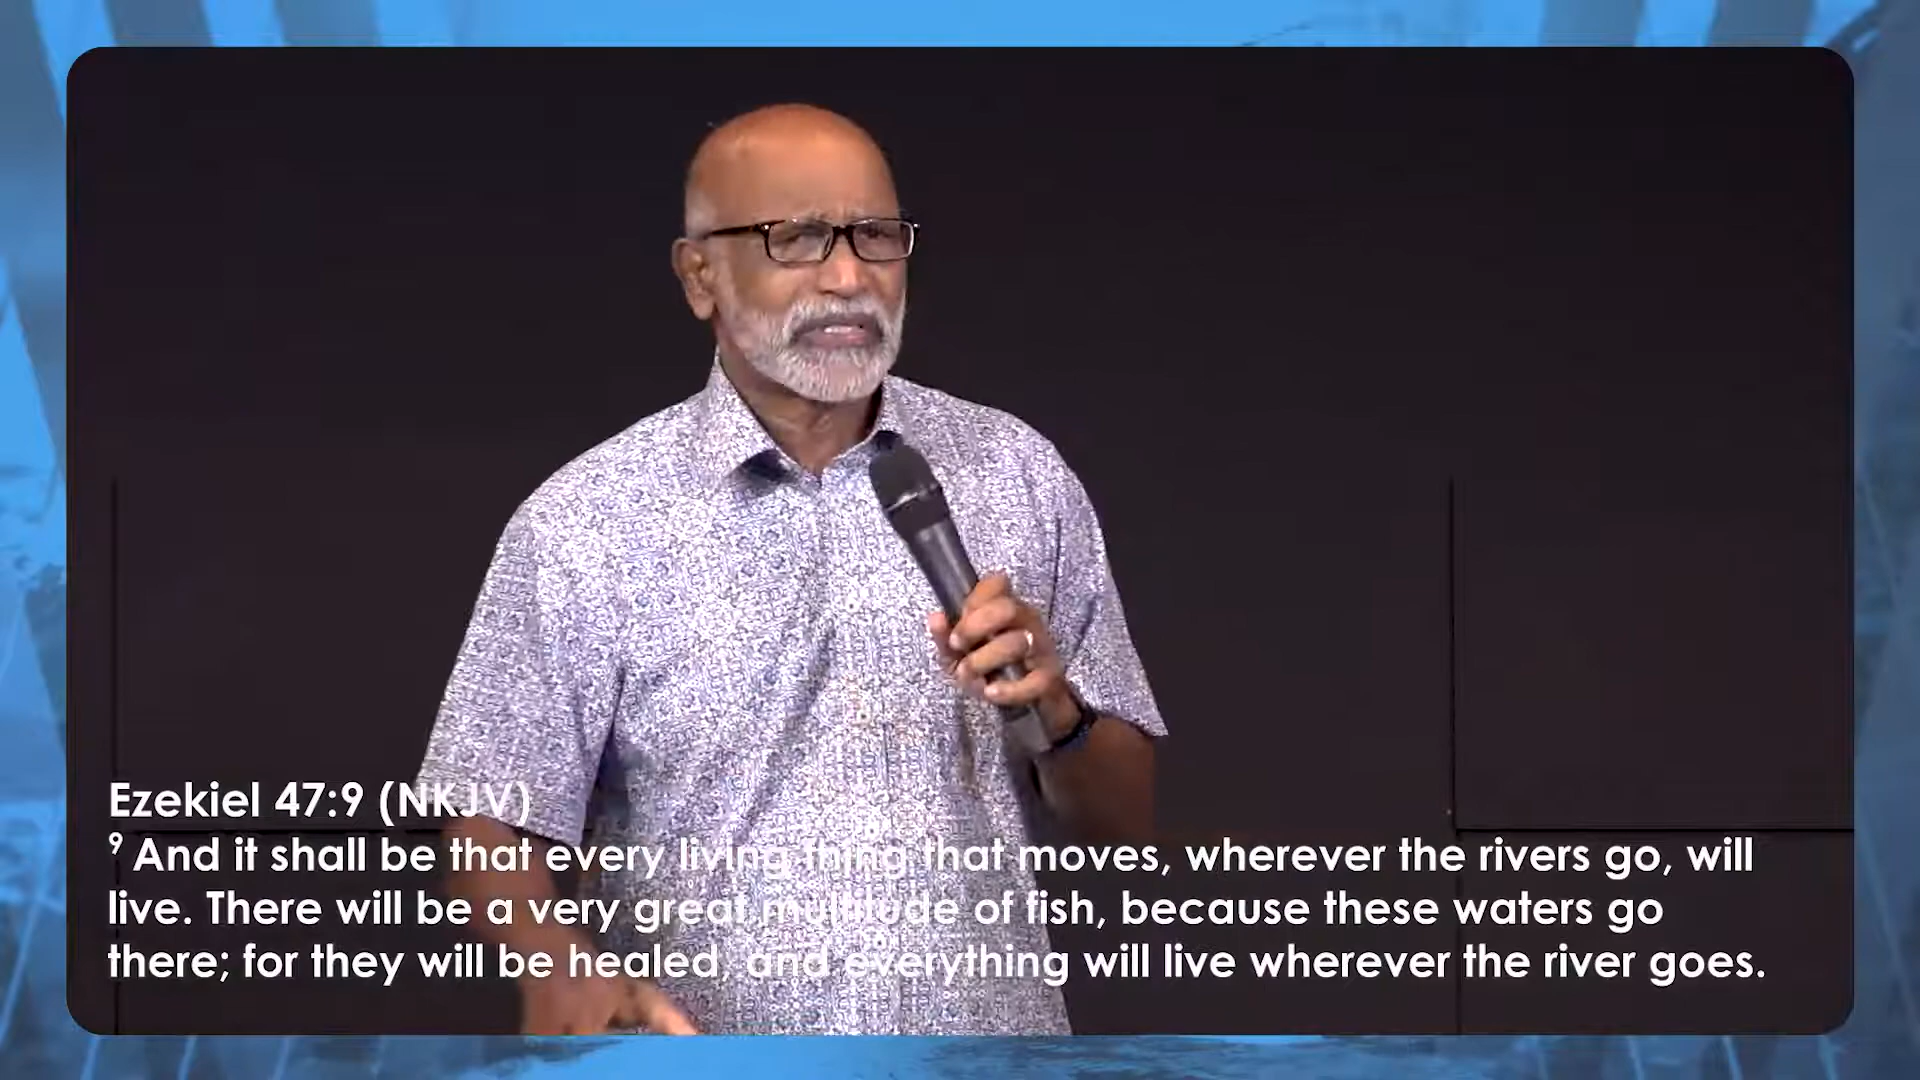 Ezekiel 47:9 (NKJV)
9 And it shall be that every living thing that moves, wherever the rivers go, will
live. There will be a very great multitude of fish, because these waters go
there; for they will be healed, and everything will live wherever the river goes.